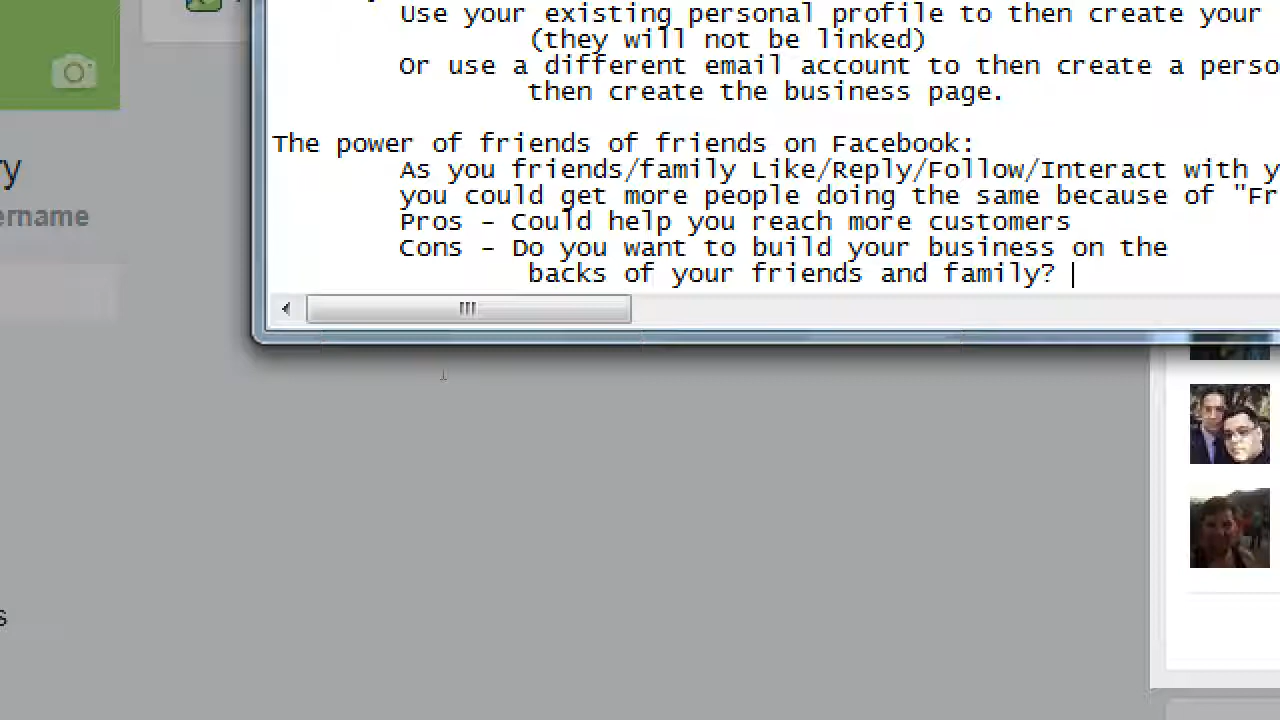 Use your existing personal profile to then create your
(they will not be linked)
Or use a different email account to then create a perso
then create the business page.
The power of friends of friends on Facebook:
As you friends/family Like/Reply/Follow/Interact with y
you could get more people doing the same because of "Fr
Pros - Could help you reach more customers
Cons - Do you want to build your business on the
backs of your friends and family?
ry
ername
s